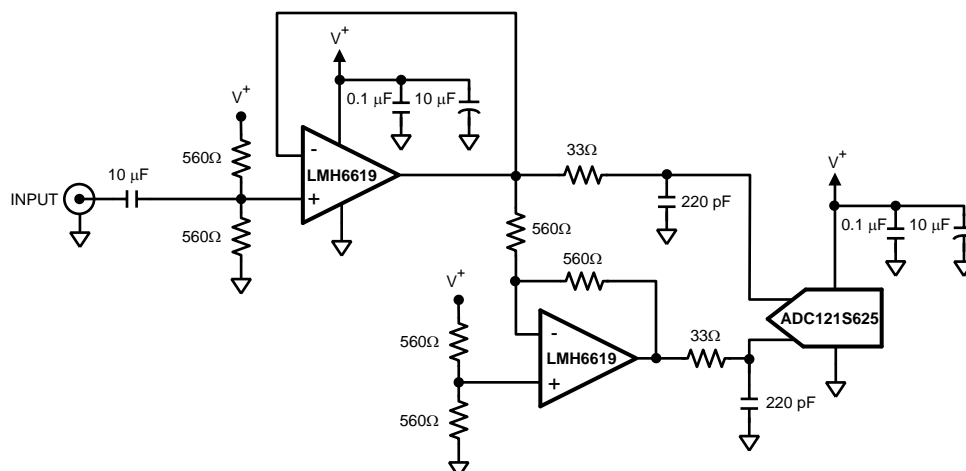 V+
0.1 μF
10 μF
V+
560Ω
10 μF
INPUT
560Ω
-
LMH6619
+
33Ω
220 pF
560Ω
560Ω
V+
0.1 μF
10 μF
ADC121S625
V+
560Ω
560Ω
-
LMH6619
+
33Ω
220 pF